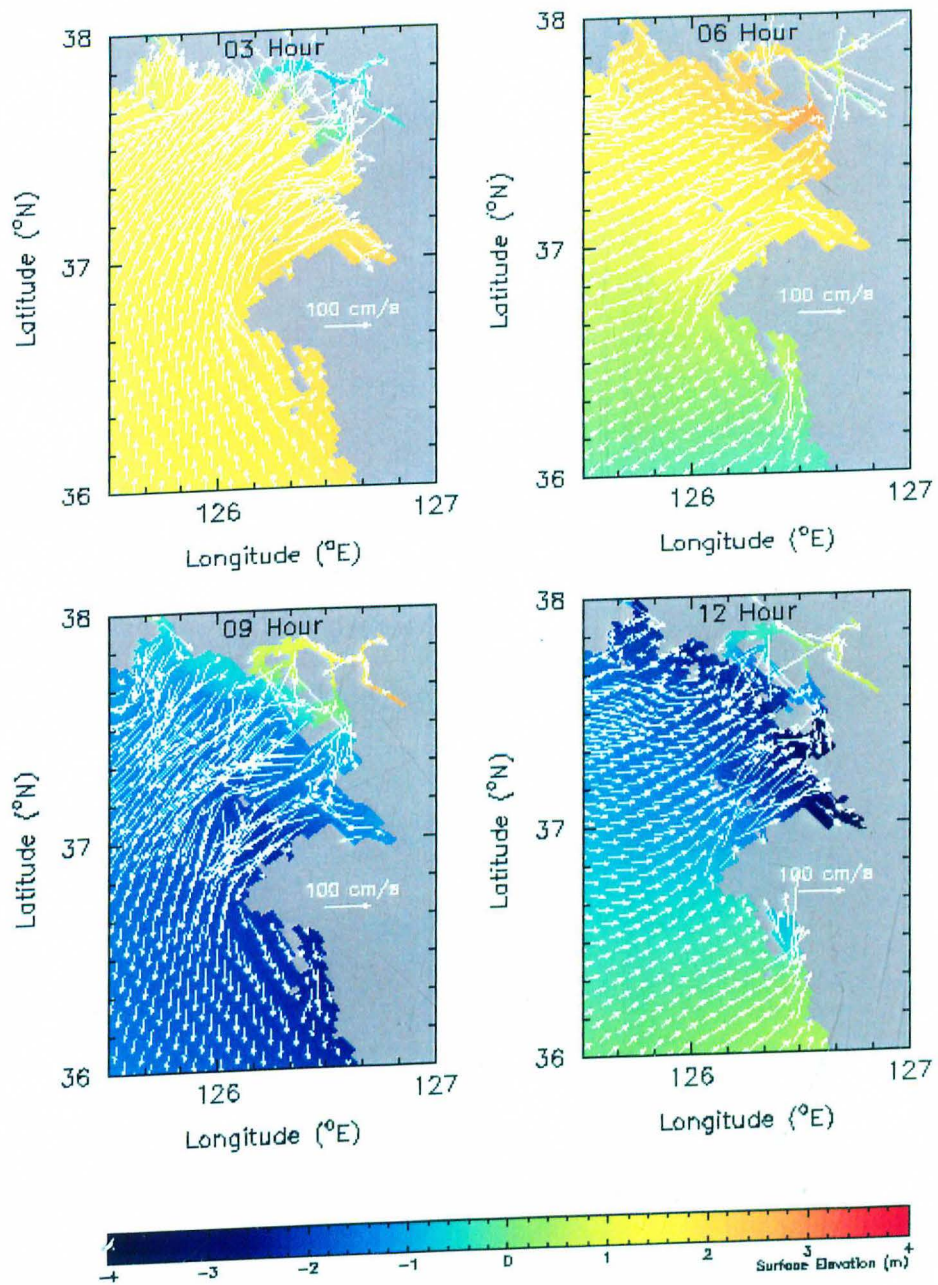 38
03 Hour
Latitude (°N)
37
100 cm/s
36
126
127
Longitude (°E)
38
06 Hour
Latitude (°N)
37
100 cm/s
36
126
127
Longitude (°E)
38
09 Hour
Latitude (°N)
37
100 cm/s
36
126
127
Longitude (°E)
38
12 Hour
Latitude (°N)
37
100 cm/s
36
126
127
Longitude (°E)
-4 -3 -2 -1 0 1 2 3 4
Surface Elevation (m)